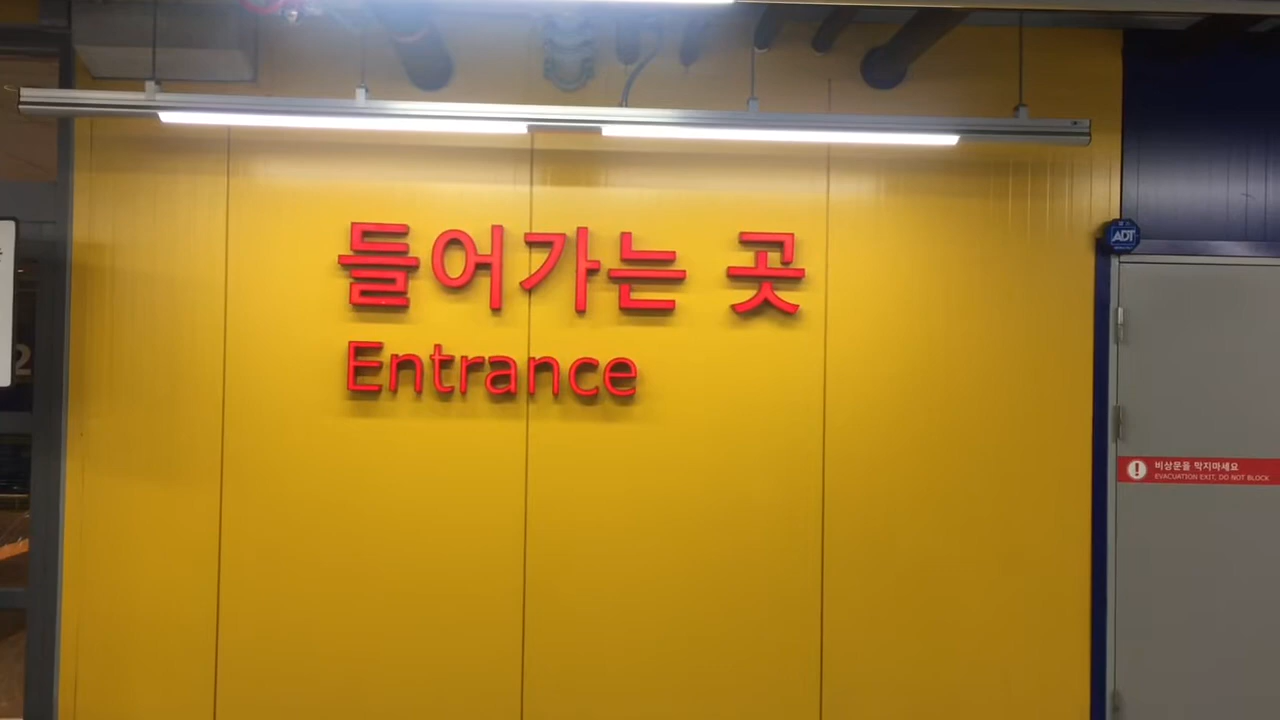 들어가는 곳
Entrance
ADT
비상문을 막지마세요
EVACUATION EXIT, DO NOT BLOCK
2